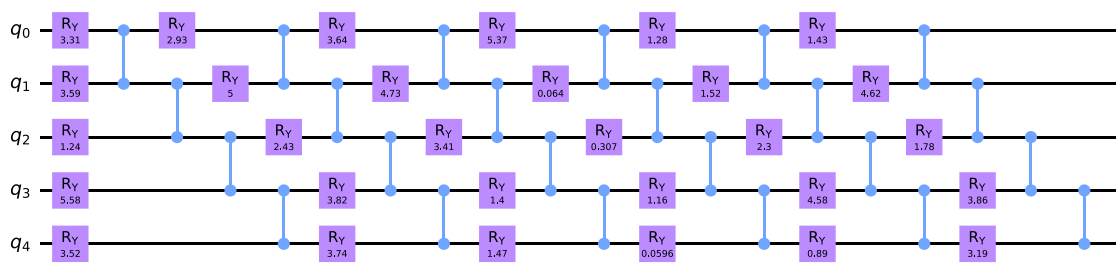 q0 RY 3.31 RY 2.93 RY 3.64 RY 5.37 RY 1.28 RY 1.43
q1 RY 3.59 RY 5 RY 4.73 RY 0.064 RY 1.52 RY 4.62
q2 RY 1.24 RY 2.43 RY 3.41 RY 0.307 RY 2.3 RY 1.78
q3 RY 5.58 RY 3.82 RY 1.4 RY 1.16 RY 4.58 RY 3.86
q4 RY 3.52 RY 3.74 RY 1.47 RY 0.0596 RY 0.89 RY 3.19